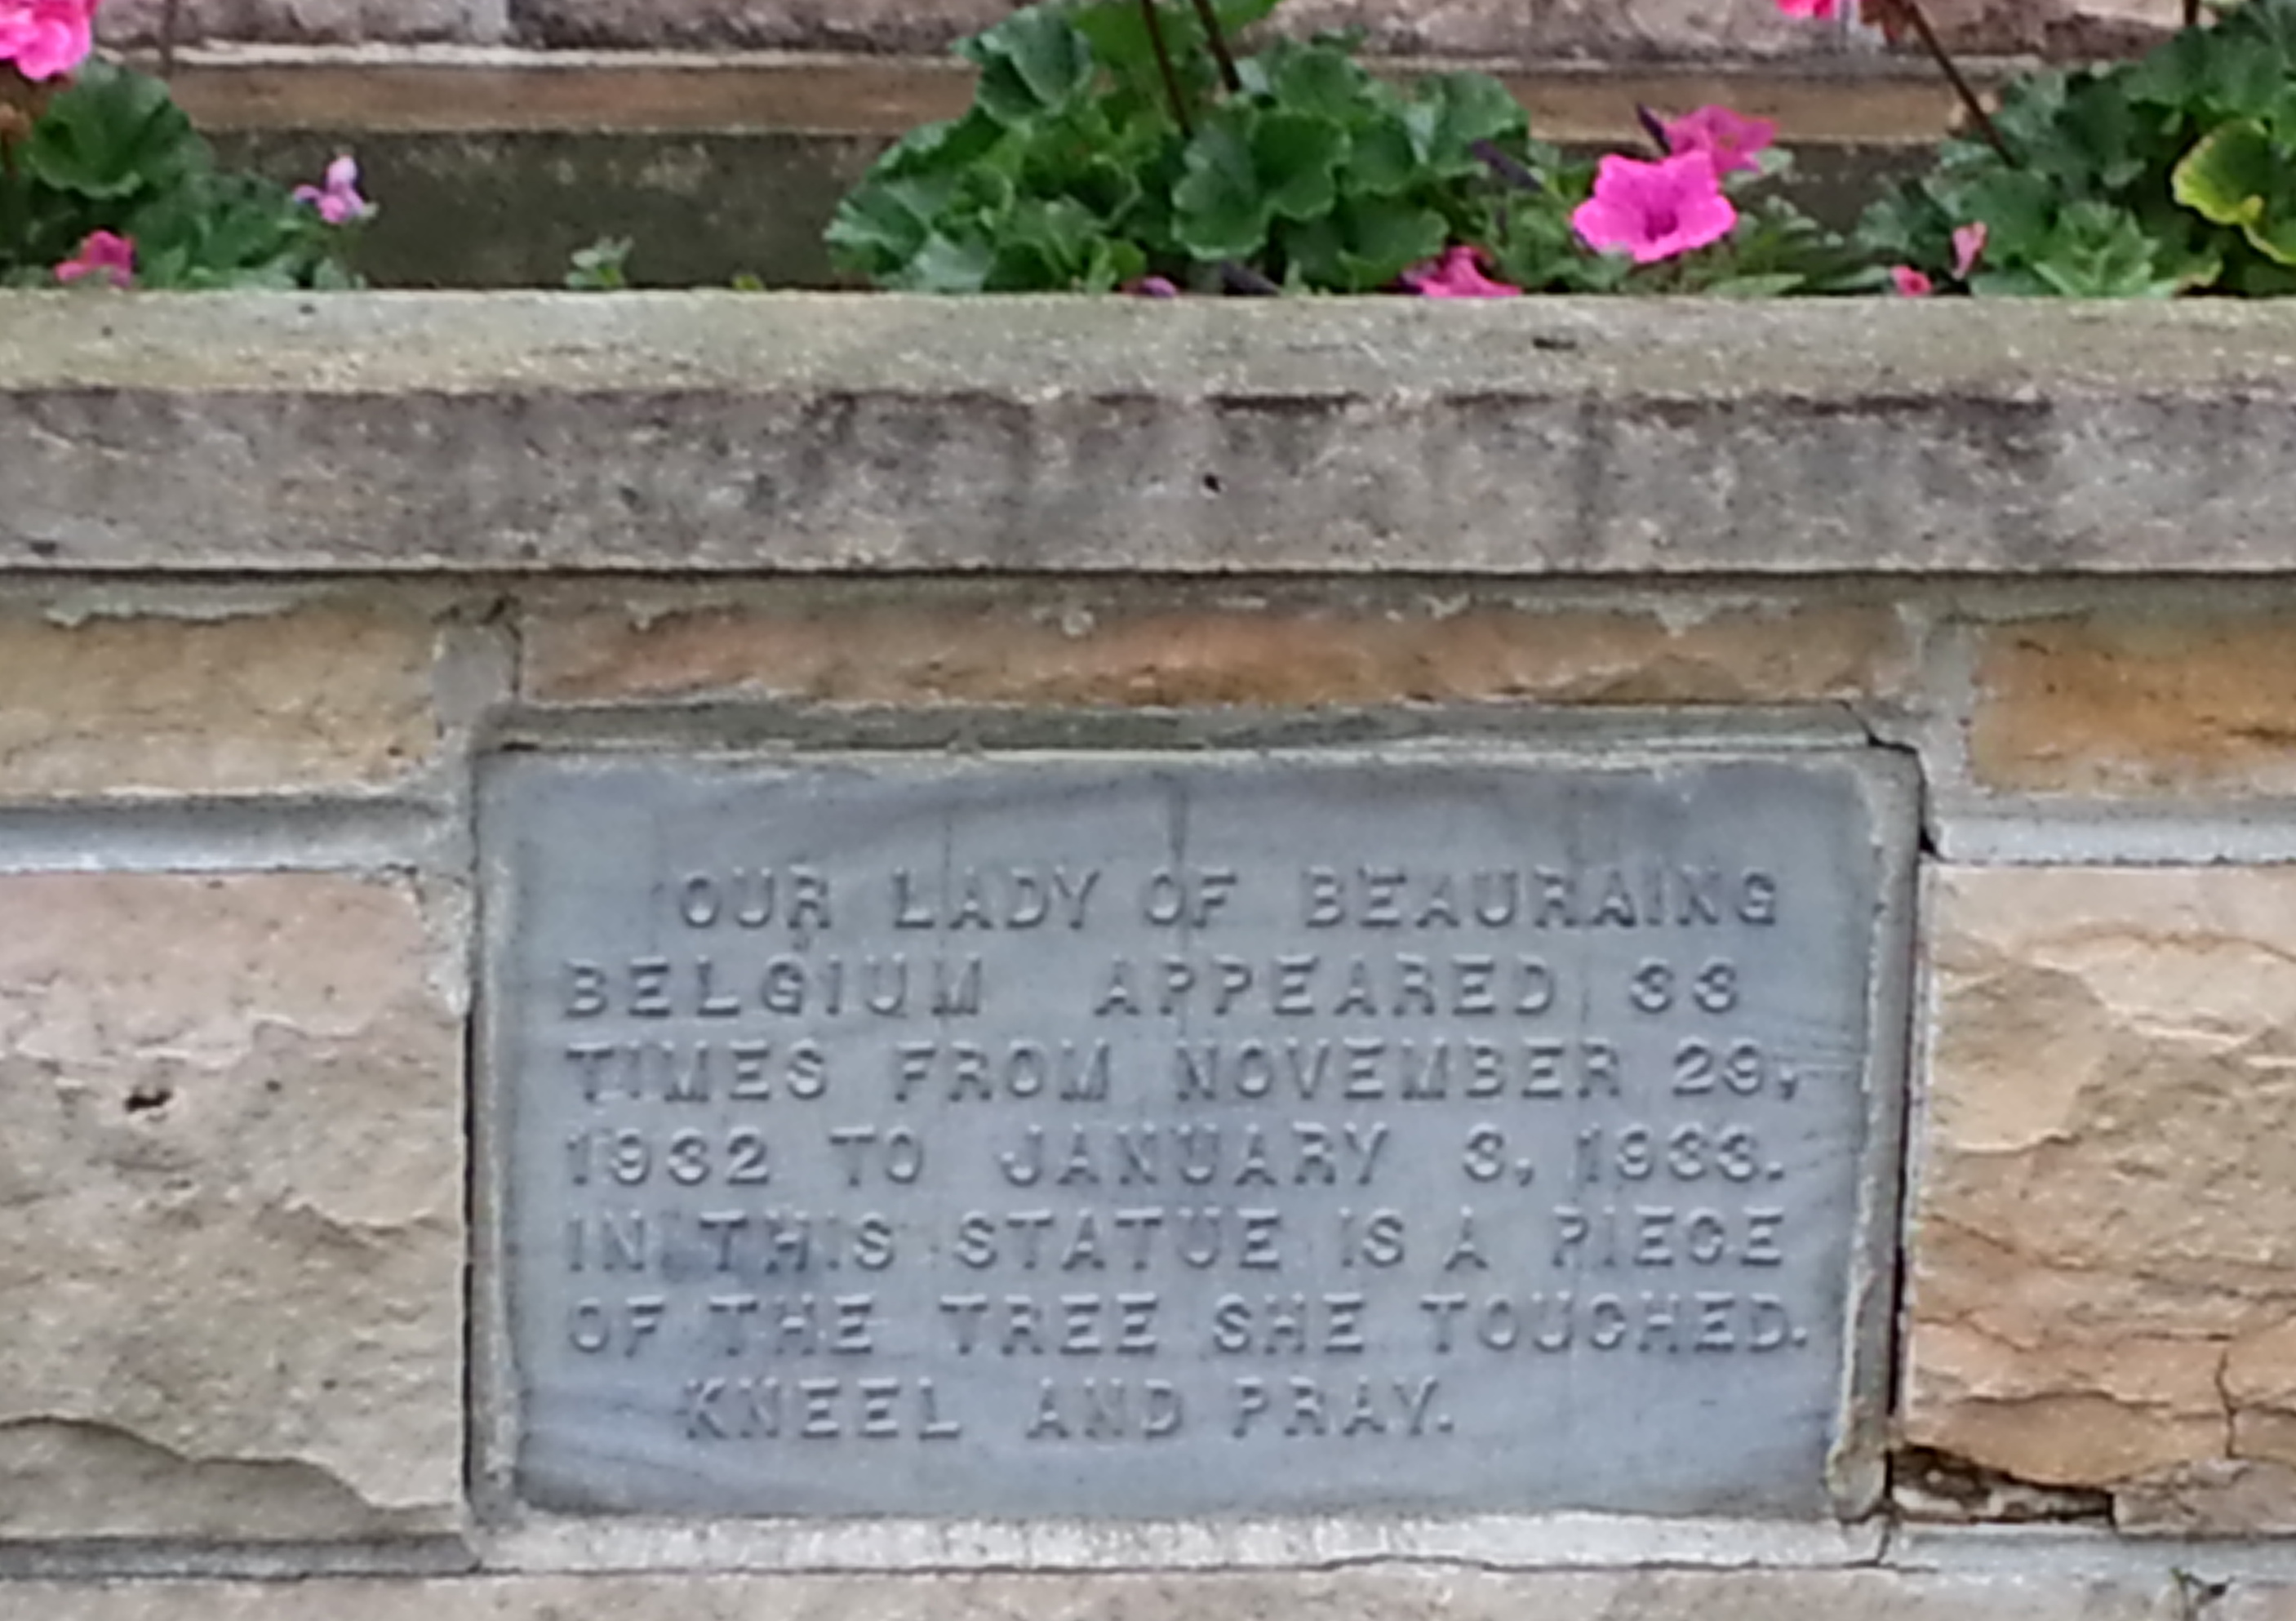 OUR LADY OF BEAURAING
BELGIUM APPEARED 33
TIMES FROM NOVEMBER 29,
1932 TO JANUARY 3, 1933.
IN THIS STATUE IS A PIECE
OF THE TREE SHE TOUCHED.
KNEEL AND PRAY.